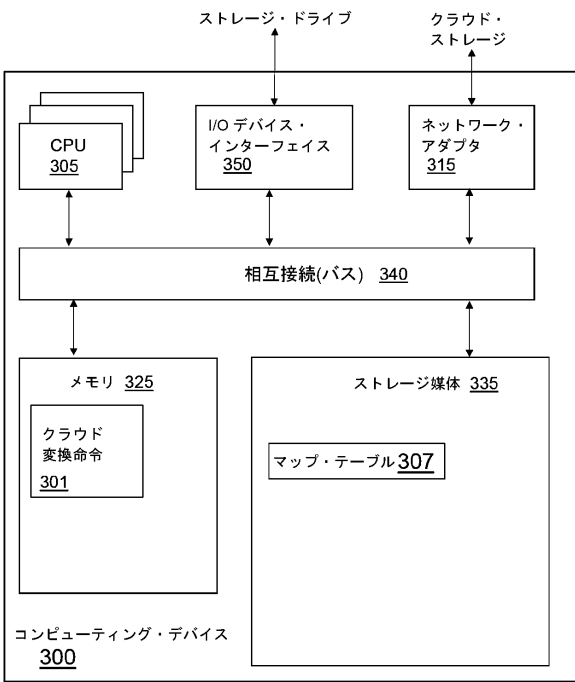 ストレージ・ドライブ
クラウド・
ストレージ
CPU
305
I/O デバイス・
インターフェイス
350
ネットワーク・
アダプタ
315
相互接続(バス) 340
メモリ 325
クラウド
変換命令
301
ストレージ媒体 335
マップ・テーブル307
コンピューティング・デバイス
300